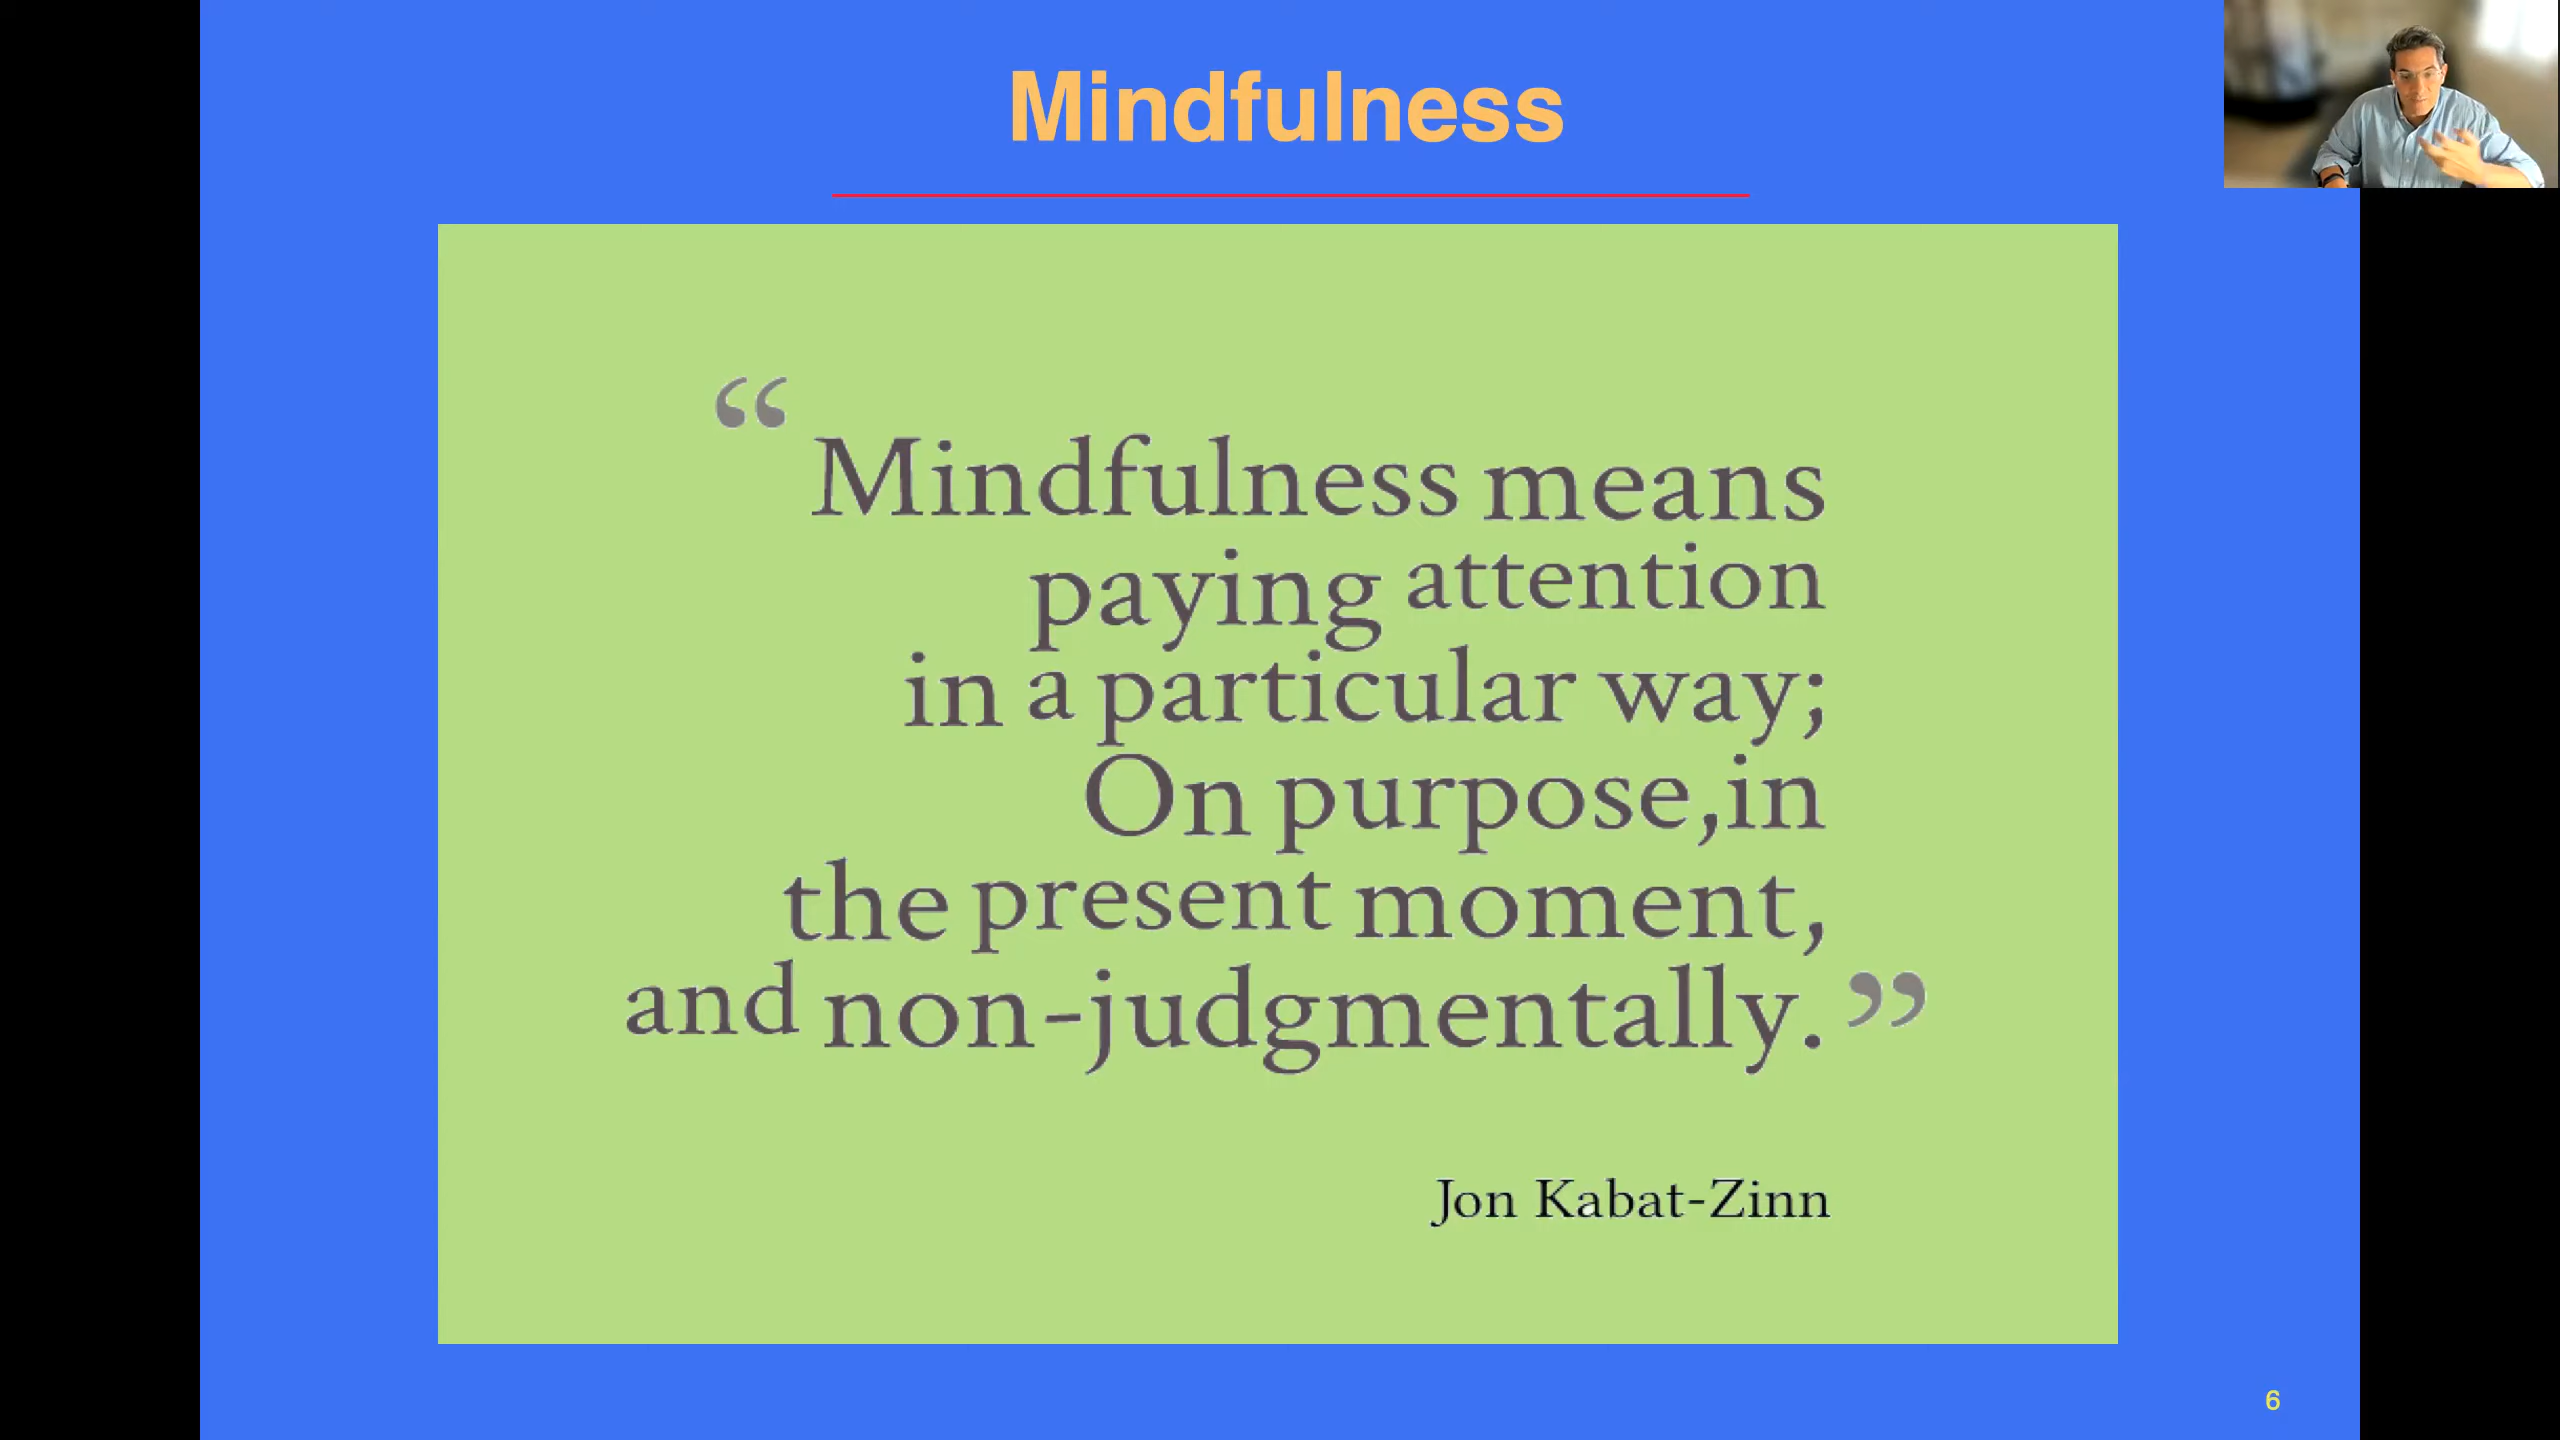 Mindfulness
“Mindfulness means
paying attention
in a particular way;
On purpose,in
the present moment,
and non-judgmentally.”
Jon Kabat-Zinn
6